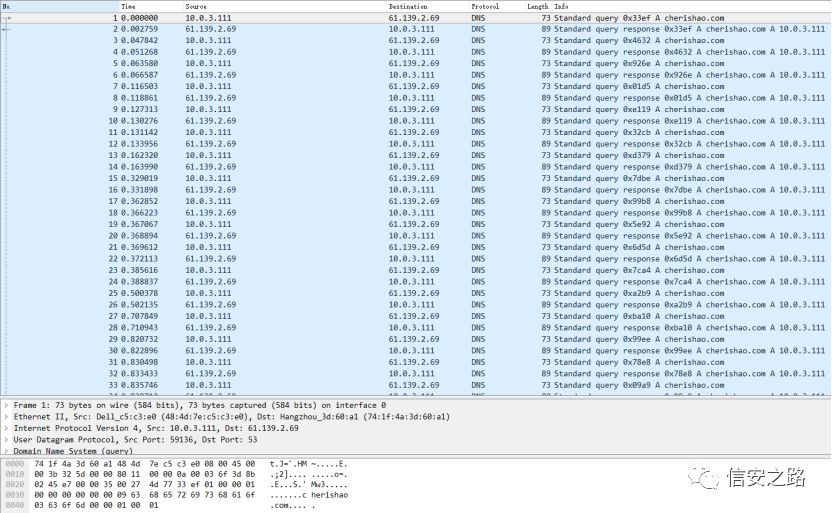 No. Time Source Destination Protocol Length Info
1 0.000000 10.0.3.111 61.139.2.69 DNS 73 Standard query 0x33ef A cherishao.com
2 0.002759 61.139.2.69 10.0.3.111 DNS 89 Standard query response 0x33ef A cherishao.com A 10.0.3.111
3 0.047842 10.0.3.111 61.139.2.69 DNS 73 Standard query 0x4632 A cherishao.com
4 0.051268 61.139.2.69 10.0.3.111 DNS 89 Standard query response 0x4632 A cherishao.com A 10.0.3.111
5 0.063580 10.0.3.111 61.139.2.69 DNS 73 Standard query 0x926e A cherishao.com
6 0.066587 61.139.2.69 10.0.3.111 DNS 89 Standard query response 0x926e A cherishao.com A 10.0.3.111
7 0.116503 10.0.3.111 61.139.2.69 DNS 73 Standard query 0x01d5 A cherishao.com
8 0.118861 61.139.2.69 10.0.3.111 DNS 89 Standard query response 0x01d5 A cherishao.com A 10.0.3.111
9 0.127313 10.0.3.111 61.139.2.69 DNS 73 Standard query 0xe119 A cherishao.com
10 0.130276 61.139.2.69 10.0.3.111 DNS 89 Standard query response 0xe119 A cherishao.com A 10.0.3.111
11 0.131142 10.0.3.111 61.139.2.69 DNS 73 Standard query 0x32cb A cherishao.com
12 0.133956 61.139.2.69 10.0.3.111 DNS 89 Standard query response 0x32cb A cherishao.com A 10.0.3.111
13 0.162320 10.0.3.111 61.139.2.69 DNS 73 Standard query 0xd379 A cherishao.com
14 0.163990 61.139.2.69 10.0.3.111 DNS 89 Standard query response 0xd379 A cherishao.com A 10.0.3.111
15 0.329019 10.0.3.111 61.139.2.69 DNS 73 Standard query 0x7dbe A cherishao.com
16 0.331898 61.139.2.69 10.0.3.111 DNS 89 Standard query response 0x7dbe A cherishao.com A 10.0.3.111
17 0.362852 10.0.3.111 61.139.2.69 DNS 73 Standard query 0x99b8 A cherishao.com
18 0.366223 61.139.2.69 10.0.3.111 DNS 89 Standard query response 0x99b8 A cherishao.com A 10.0.3.111
19 0.367067 10.0.3.111 61.139.2.69 DNS 73 Standard query 0x5e92 A cherishao.com
20 0.368894 61.139.2.69 10.0.3.111 DNS 89 Standard query response 0x5e92 A cherishao.com A 10.0.3.111
21 0.369612 10.0.3.111 61.139.2.69 DNS 73 Standard query 0x6d5d A cherishao.com
22 0.372113 61.139.2.69 10.0.3.111 DNS 89 Standard query response 0x6d5d A cherishao.com A 10.0.3.111
23 0.385616 10.0.3.111 61.139.2.69 DNS 73 Standard query 0x7ca4 A cherishao.com
24 0.388837 61.139.2.69 10.0.3.111 DNS 89 Standard query response 0x7ca4 A cherishao.com A 10.0.3.111
25 0.500378 10.0.3.111 61.139.2.69 DNS 73 Standard query 0xa2b9 A cherishao.com
26 0.502135 61.139.2.69 10.0.3.111 DNS 89 Standard query response 0xa2b9 A cherishao.com A 10.0.3.111
27 0.707849 10.0.3.111 61.139.2.69 DNS 73 Standard query 0xba10 A cherishao.com
28 0.710943 61.139.2.69 10.0.3.111 DNS 89 Standard query response 0xba10 A cherishao.com A 10.0.3.111
29 0.820732 10.0.3.111 61.139.2.69 DNS 73 Standard query 0x99ee A cherishao.com
30 0.822896 61.139.2.69 10.0.3.111 DNS 89 Standard query response 0x99ee A cherishao.com A 10.0.3.111
31 0.830498 10.0.3.111 61.139.2.69 DNS 73 Standard query 0x78e8 A cherishao.com
32 0.833433 61.139.2.69 10.0.3.111 DNS 89 Standard query response 0x78e8 A cherishao.com A 10.0.3.111
33 0.835746 10.0.3.111 61.139.2.69 DNS 73 Standard query 0x09a9 A cherishao.com
Frame 1: 73 bytes on wire (584 bits), 73 bytes captured (584 bits) on interface 0
Ethernet II, Src: Dell_c5:c3:e0 (48:4d:7e:c5:c3:e0), Dst: Hangzhou_3d:60:a1 (74:1f:4a:3d:60:a1)
Internet Protocol Version 4, Src: 10.0.3.111, Dst: 61.139.2.69
User Datagram Protocol, Src Port: 59136, Dst Port: 53
Domain Name System (query)
0000 74 1f 4a 3d 60 a1 48 4d 7e c5 c3 e0 08 00 45 00 t.J=`.HM ~.....E.
0010 00 3b 32 5d 00 00 80 11 00 00 0a 00 03 6f 3d 8b .;2].... .....o=.
0020 02 45 e7 00 00 35 00 27 4d 77 33 ef 01 00 00 01 .E...5.' Mw3.....
0030 00 00 00 00 00 00 09 63 68 65 72 69 73 68 61 6f .......c herishao
0040 03 63 6f 6d 00 00 01 00 01 .com.... .
信安之路